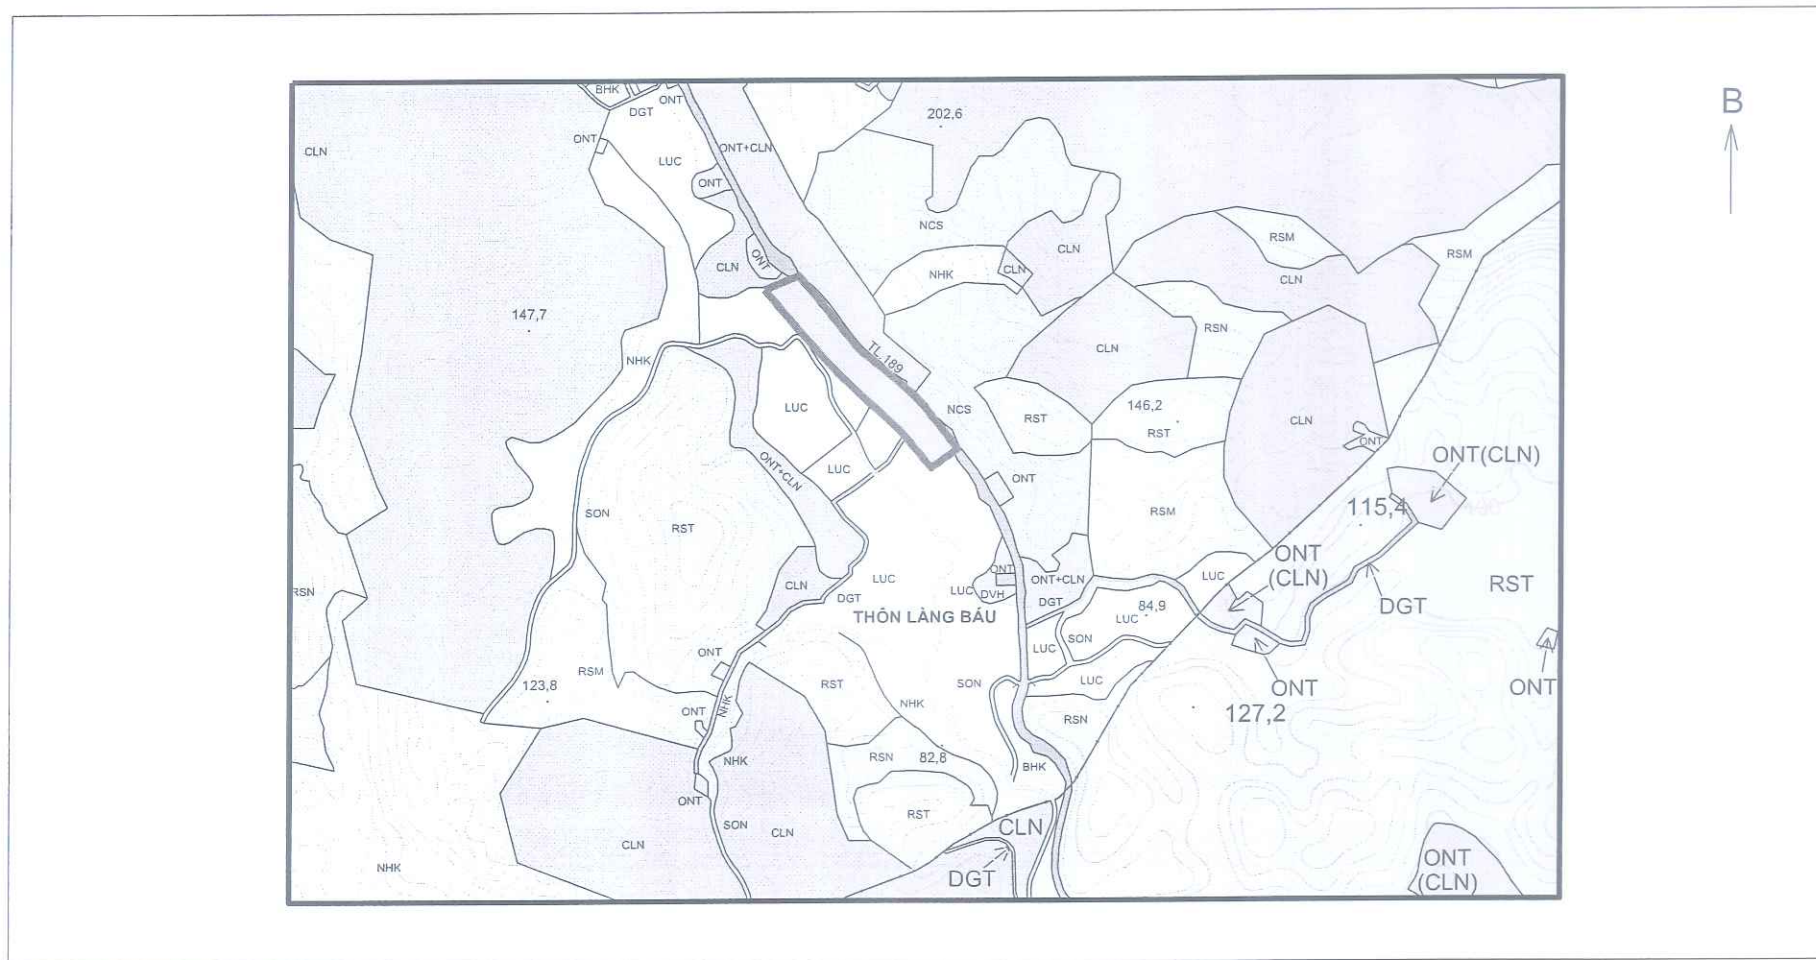 BHK
ONT
DGT
202,6
B
ONT
CLN
ONT+CLN
LUC
ONT
NCS
RSM
CLN
RSM
ONT
CLN
NHK
CLN
CLN
147,7
RSN
TL.189
CLN
NHK
LUC
NCS
146,2
RST
RST
CLN
ONT
ONT(CLN)
ONT+CLN
LUC
ONT
115,4
SON
RST
RSM
ONT
(CLN)
ONT
LUC
LUC
ONT+CLN
RST
CLN
RSN
DGT
LUC
DVH
DGT
84,9
DGT
THÔN LÀNG BÁU
LUC
SON
LUC
ONT
RSM
123,8
RST
SON
LUC
ONT
ONT
NHK
ONT
NHK
127,2
RSN
NHK
RSN
82,8
BHK
ONT
RST
SON
CLN
CLN
CLN
NHK
DGT
ONT
(CLN)